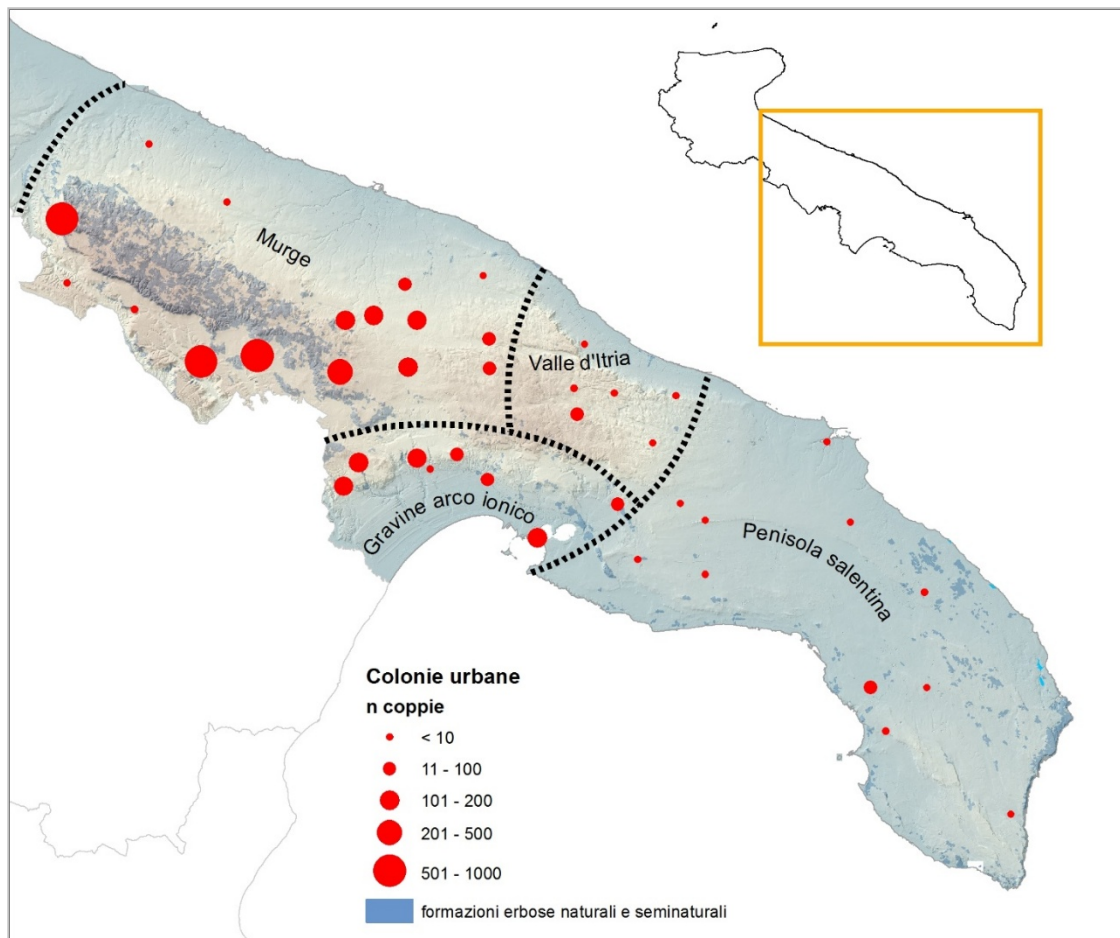 Murge
Valle d'Itria
Gravine arco ionico
Penisola salentina
Colonie urbane
n coppie
< 10
11 - 100
101 - 200
201 - 500
501 - 1000
formazioni erbose naturali e seminaturali